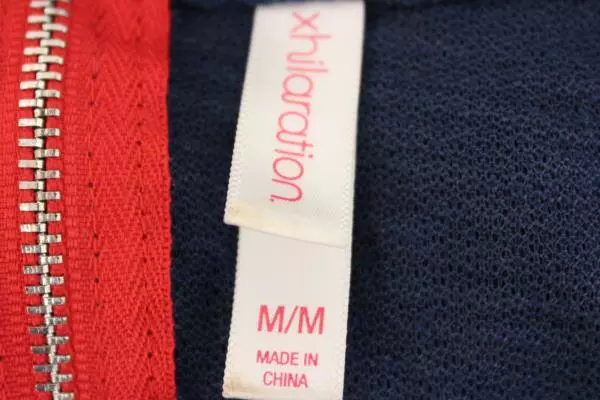 xhilaration.
M/M
MADE IN
CHINA